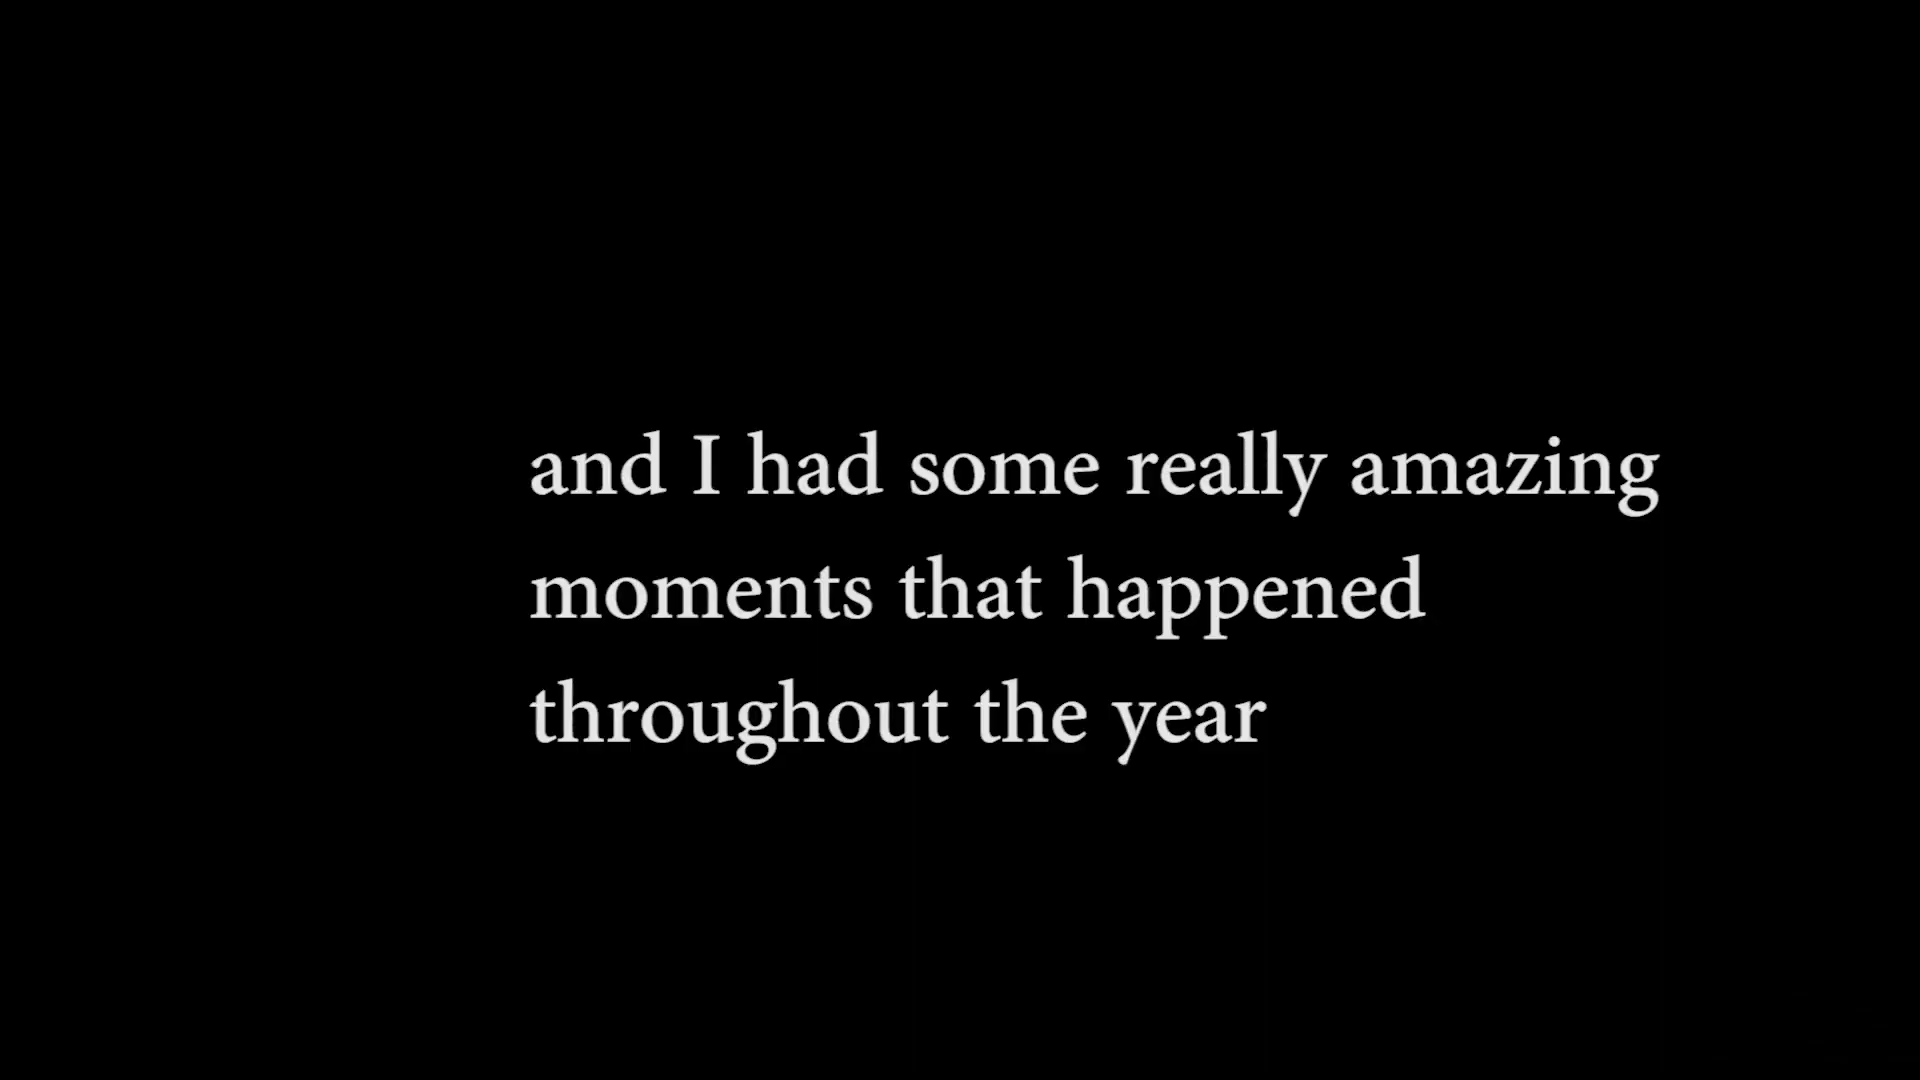 and I had some really amazing
moments that happened
throughout the year